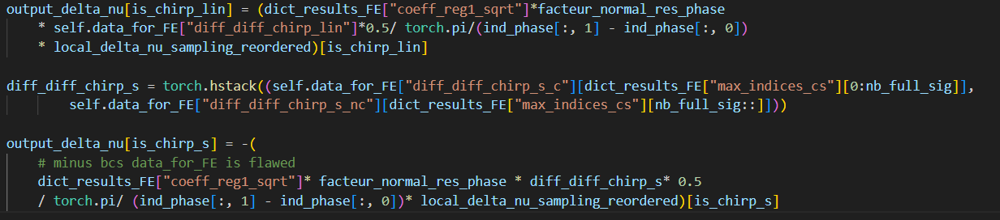 output_delta_nu[is_chirp_lin] = (dict_results_FE["coeff_reg1_sqrt"]*facteur_normal_res_phase
* self.data_for_FE["diff_diff_chirp_lin"]*0.5/ torch.pi/(ind_phase[:, 1] - ind_phase[:, 0])
* local_delta_nu_sampling_reordered)[is_chirp_lin]
diff_diff_chirp_s = torch.hstack((self.data_for_FE["diff_diff_chirp_s_c"][dict_results_FE["max_indices_cs"][0:nb_full_sig]],
self.data_for_FE["diff_diff_chirp_s_nc"][dict_results_FE["max_indices_cs"][nb_full_sig::]]))
output_delta_nu[is_chirp_s] = -(
# minus bcs data_for_FE is flawed
dict_results_FE["coeff_reg1_sqrt"]* facteur_normal_res_phase * diff_diff_chirp_s* 0.5
/ torch.pi/ (ind_phase[:, 1] - ind_phase[:, 0])* local_delta_nu_sampling_reordered)[is_chirp_s]